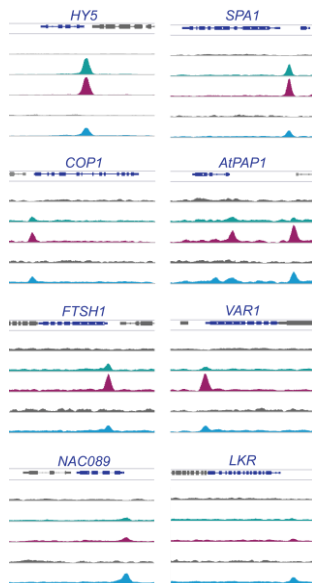 HY5
SPA1
COP1
AtPAP1
FTSH1
VAR1
NAC089
LKR